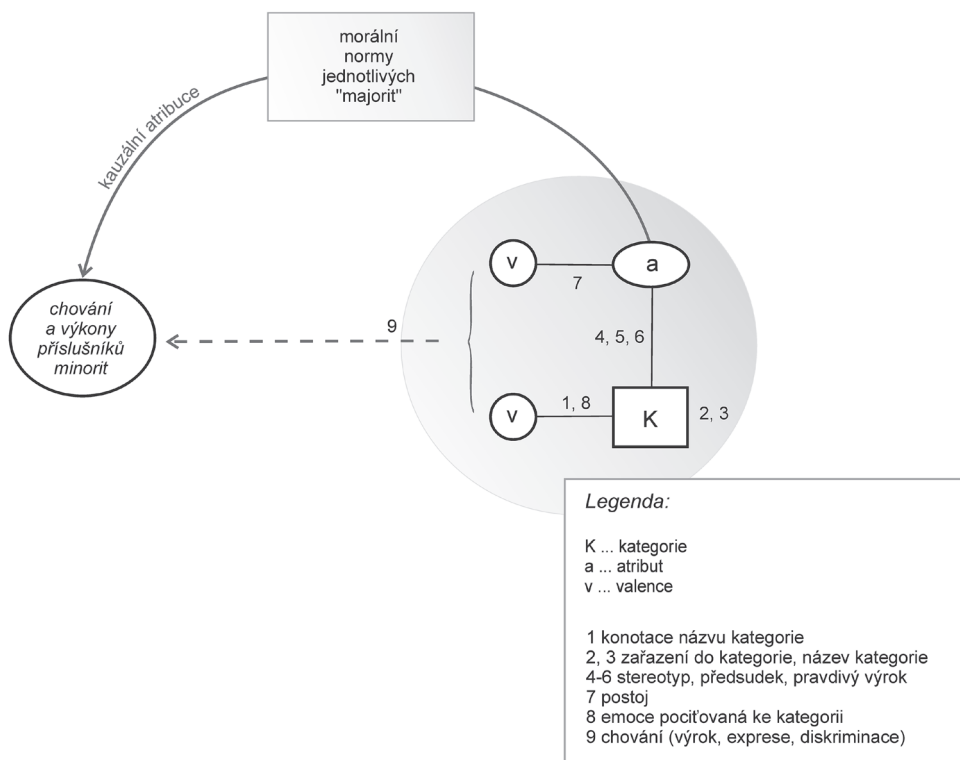 morální
normy
jednotlivých
"majorit"
kauzální atribuce
v
7
a
chování
a výkony
příslušníků
minorit
9
4, 5, 6
v
1, 8
K
2, 3
Legenda:
K ... kategorie
a ... atribut
v ... valence
1 konotace názvu kategorie
2, 3 zařazení do kategorie, název kategorie
4-6 stereotyp, předsudek, pravdivý výrok
7 postoj
8 emoce pociťovaná ke kategorii
9 chování (výrok, exprese, diskriminace)